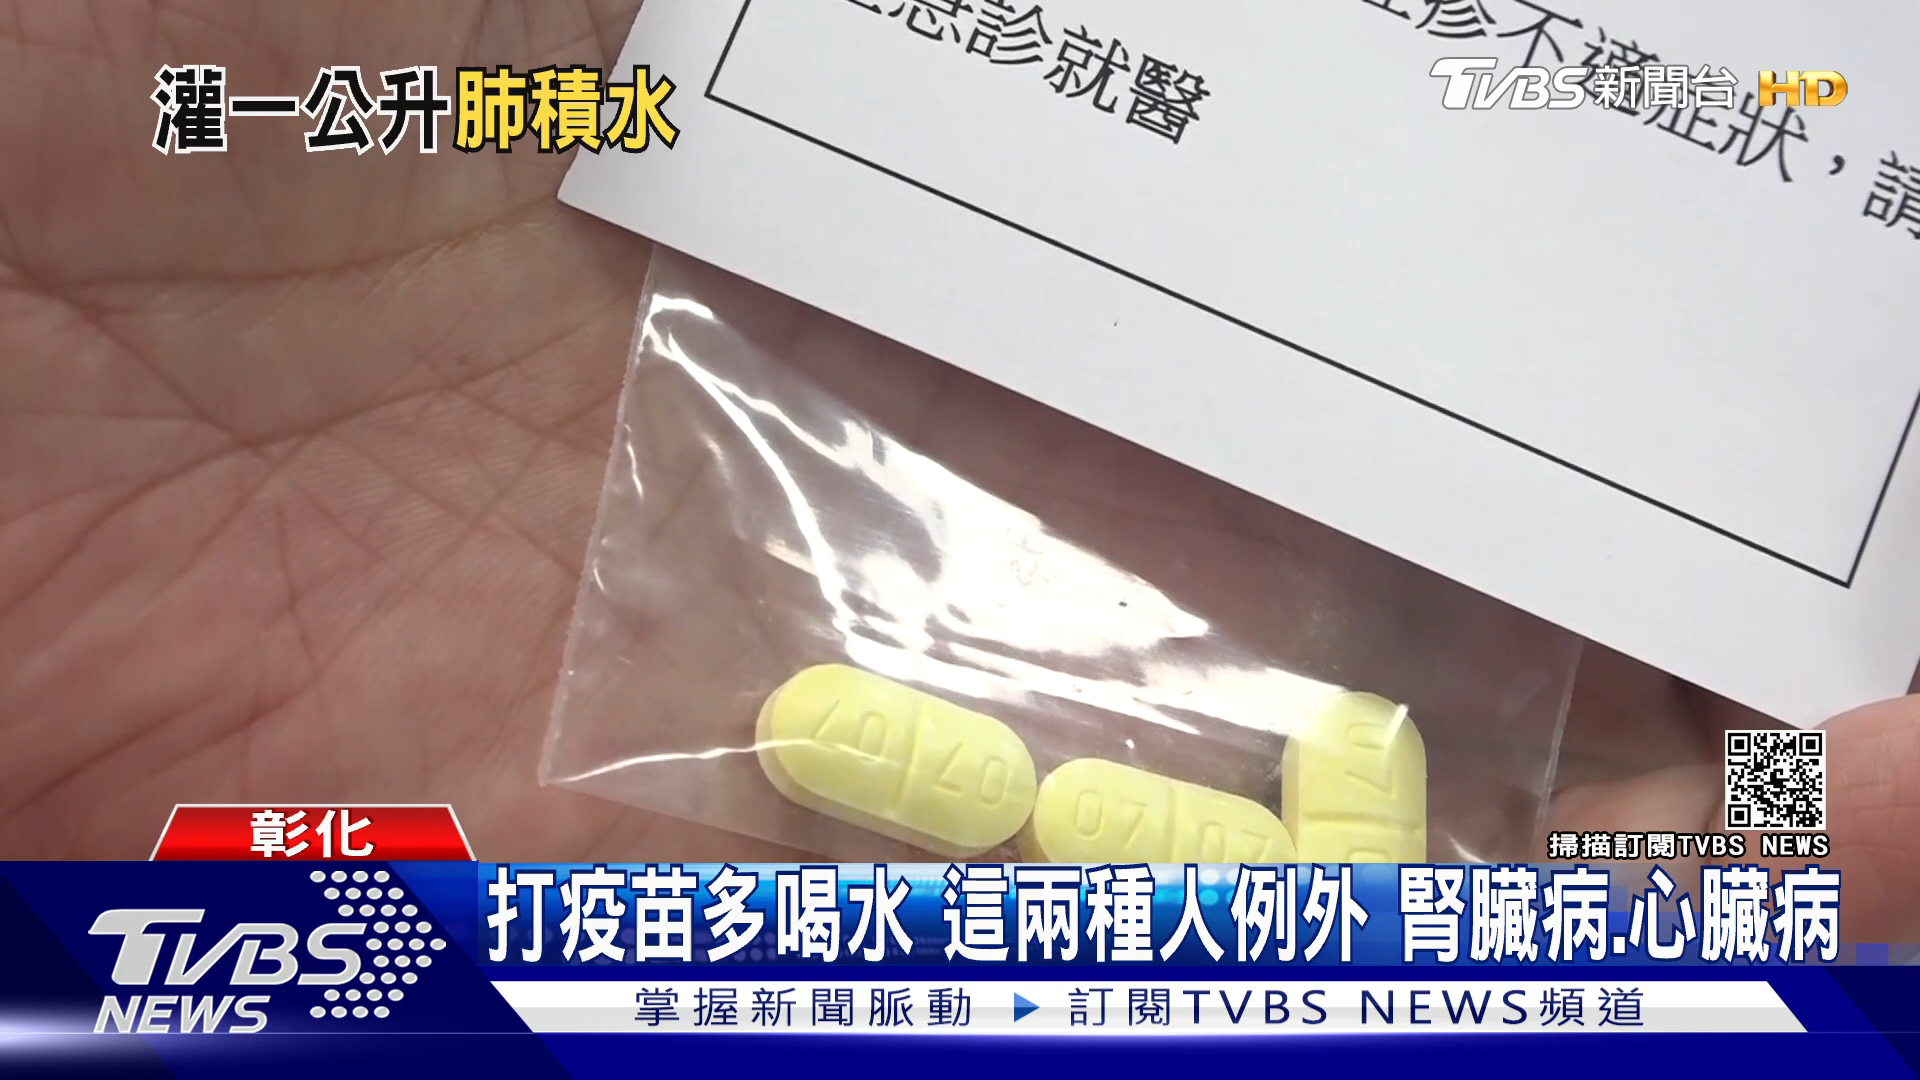 灌一公升肺積水
急診就醫
疹不適症狀，請
TVBS新聞台 HD
07 07
07 07
07
掃描訂閱TVBS NEWS
彰化
打疫苗多喝水 這兩種人例外 腎臟病.心臟病
TVBS NEWS
掌握新聞脈動 ▶ 訂閱TVBS NEWS頻道